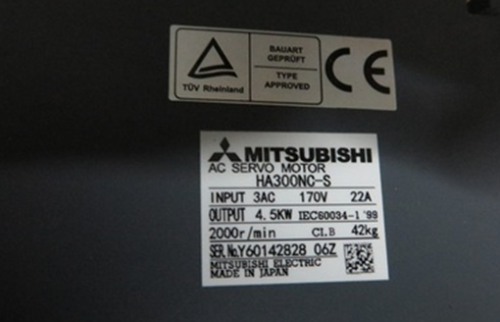 TÜV Rheinland
BAUART
GEPRÜFT
TYPE
APPROVED
CE
MITSUBISHI
AC SERVO MOTOR
HA300NC-S
INPUT 3AC 170V 22A
OUTPUT 4.5KW IEC60034-1 '99
2000r/min Cl.B 42kg
SER.No.Y60142828 06Z
MITSUBISHI ELECTRIC
MADE IN JAPAN